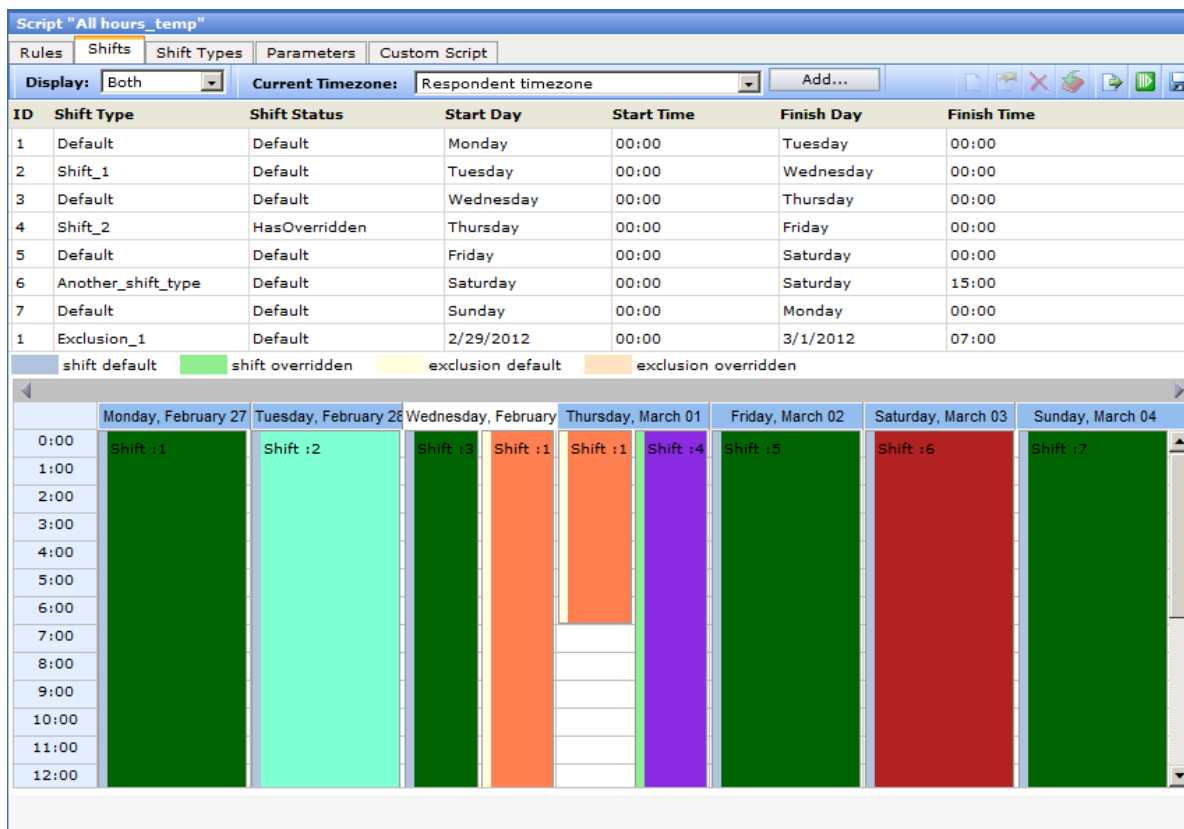 Script "All hours_temp"
Rules Shifts Shift Types Parameters Custom Script
Display: Both Current Timezone: Respondent timezone Add...
ID Shift Type Shift Status Start Day Start Time Finish Day Finish Time
1 Default Default Monday 00:00 Tuesday 00:00
2 Shift_1 Default Tuesday 00:00 Wednesday 00:00
3 Default Default Wednesday 00:00 Thursday 00:00
4 Shift_2 HasOverridden Thursday 00:00 Friday 00:00
5 Default Default Friday 00:00 Saturday 00:00
6 Another_shift_type Default Saturday 00:00 Saturday 15:00
7 Default Default Sunday 00:00 Monday 00:00
1 Exclusion_1 Default 2/29/2012 00:00 3/1/2012 07:00
shift default shift overridden exclusion default exclusion overridden
Monday, February 27 Tuesday, February 28 Wednesday, February Thursday, March 01 Friday, March 02 Saturday, March 03 Sunday, March 04
0:00 Shift :1 Shift :2 Shift :3 Shift :1 Shift :1 Shift :4 Shift :5 Shift :6 Shift :7
1:00
2:00
3:00
4:00
5:00
6:00
7:00
8:00
9:00
10:00
11:00
12:00